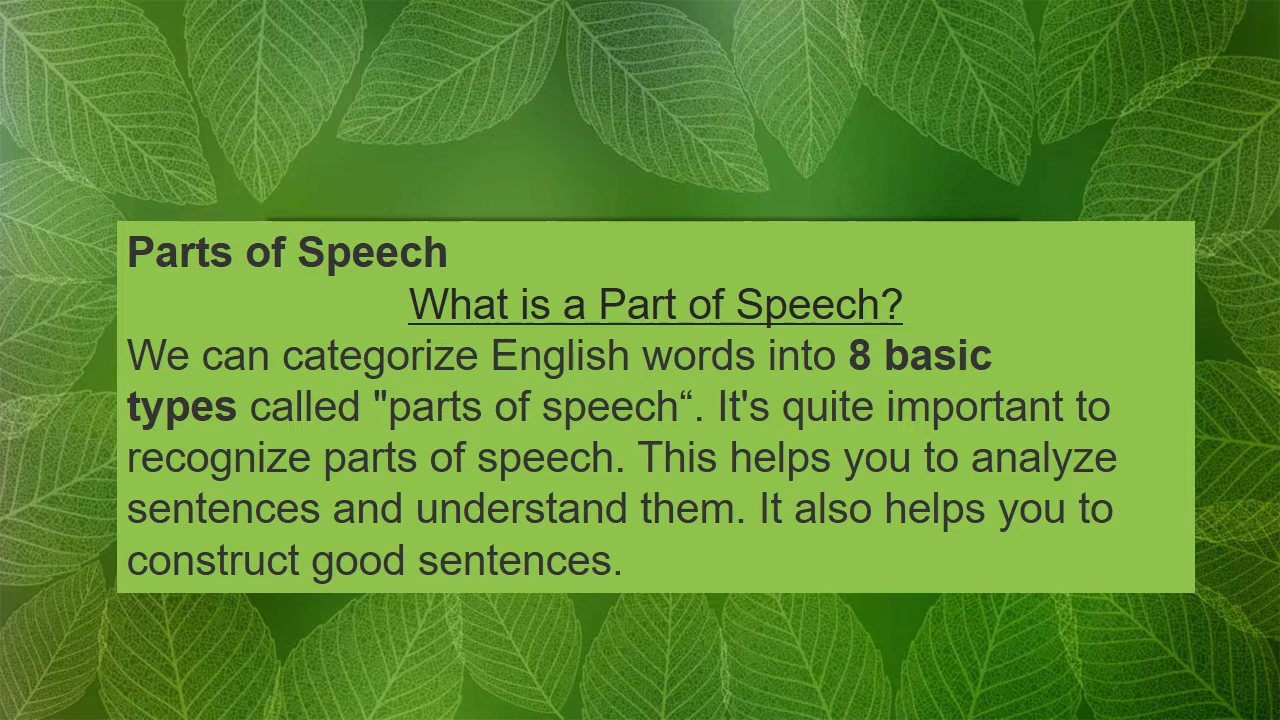 Parts of Speech
What is a Part of Speech?
We can categorize English words into 8 basic
types called "parts of speech“. It's quite important to
recognize parts of speech. This helps you to analyze
sentences and understand them. It also helps you to
construct good sentences.